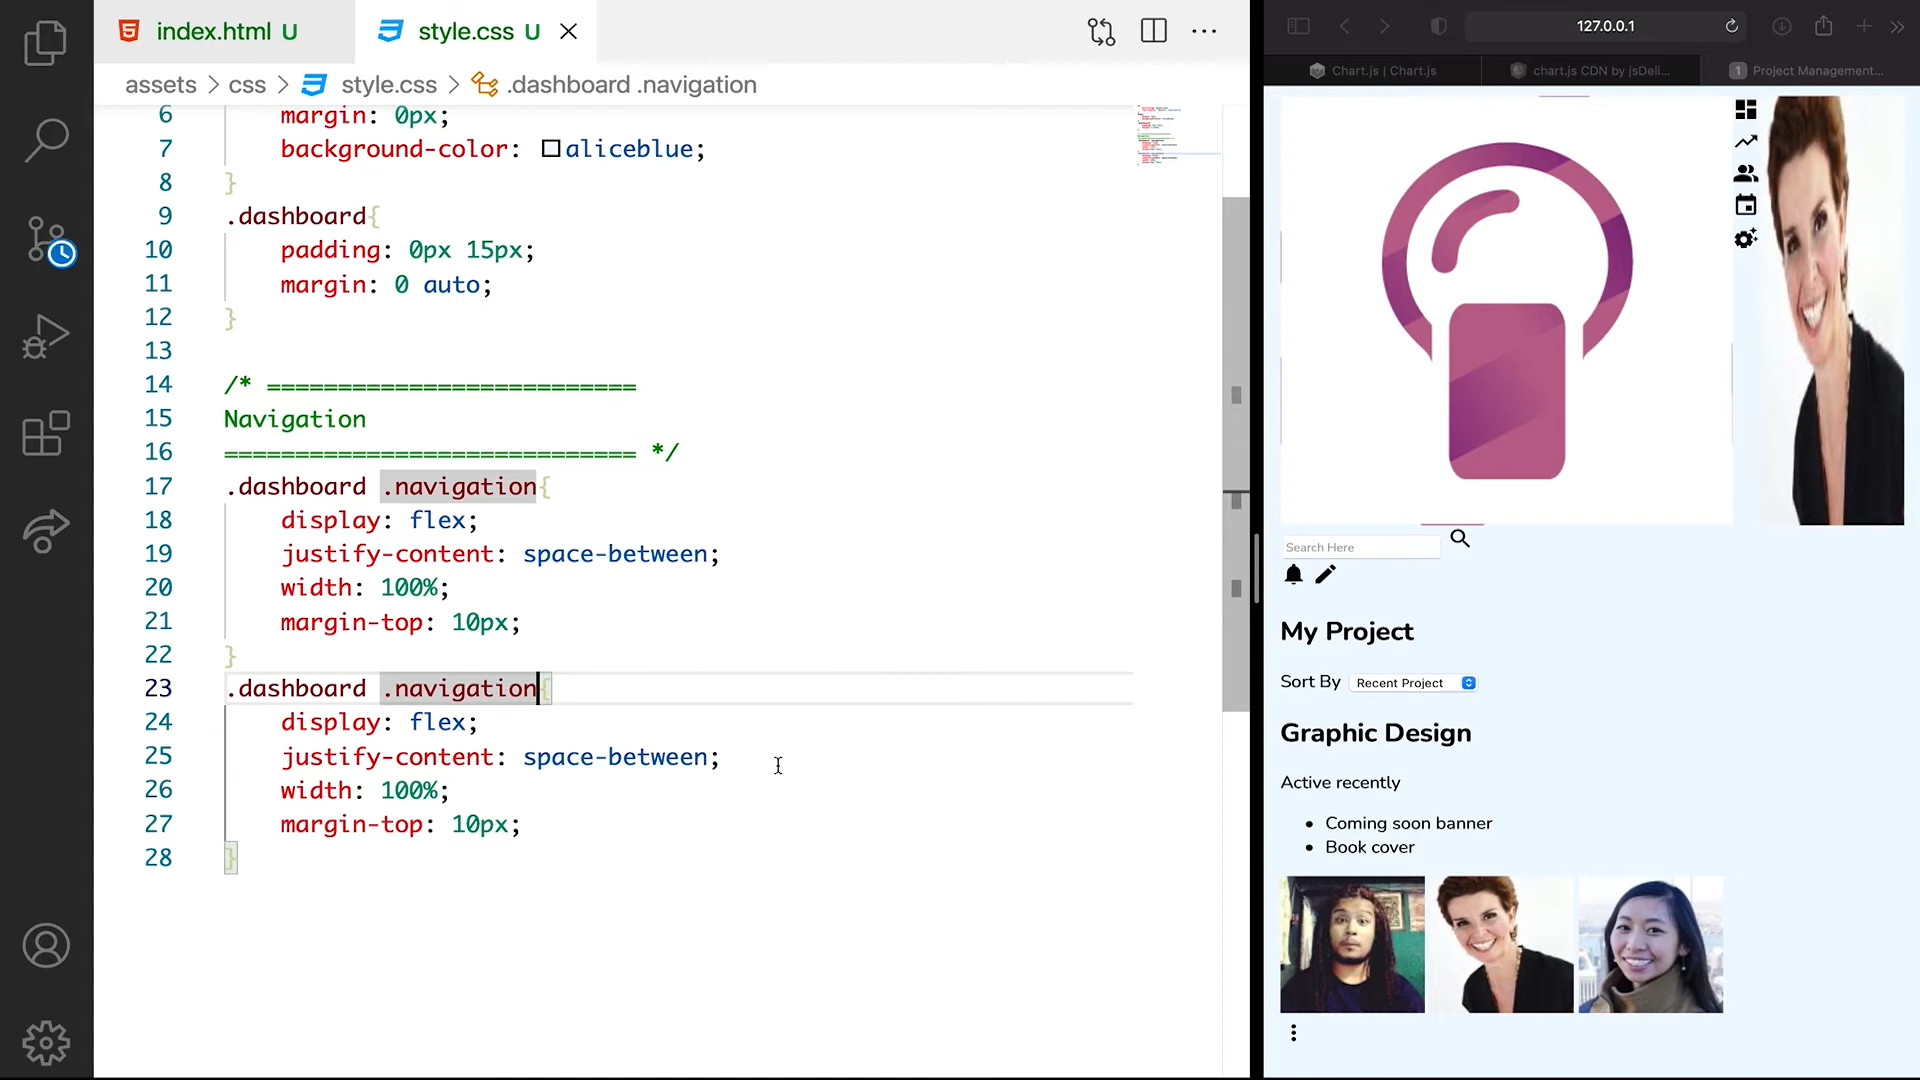 index.html U
style.css U
assets > css > style.css > .dashboard .navigation
6 margin: 0px;
7 background-color: aliceblue;
8 }
9 .dashboard{
10 padding: 0px 15px;
11 margin: 0 auto;
12 }
13
14 /* ==========================
15 Navigation
16 ============================= */
17 .dashboard .navigation{
18 display: flex;
19 justify-content: space-between;
20 width: 100%;
21 margin-top: 10px;
22 }
23 .dashboard .navigation{
24 display: flex;
25 justify-content: space-between;
26 width: 100%;
27 margin-top: 10px;
28 }
127.0.0.1
Chart.js | Chart.js
chart.js CDN by jsDeli...
1 Project Management...
Search Here
My Project
Sort By Recent Project
Graphic Design
Active recently
• Coming soon banner
• Book cover